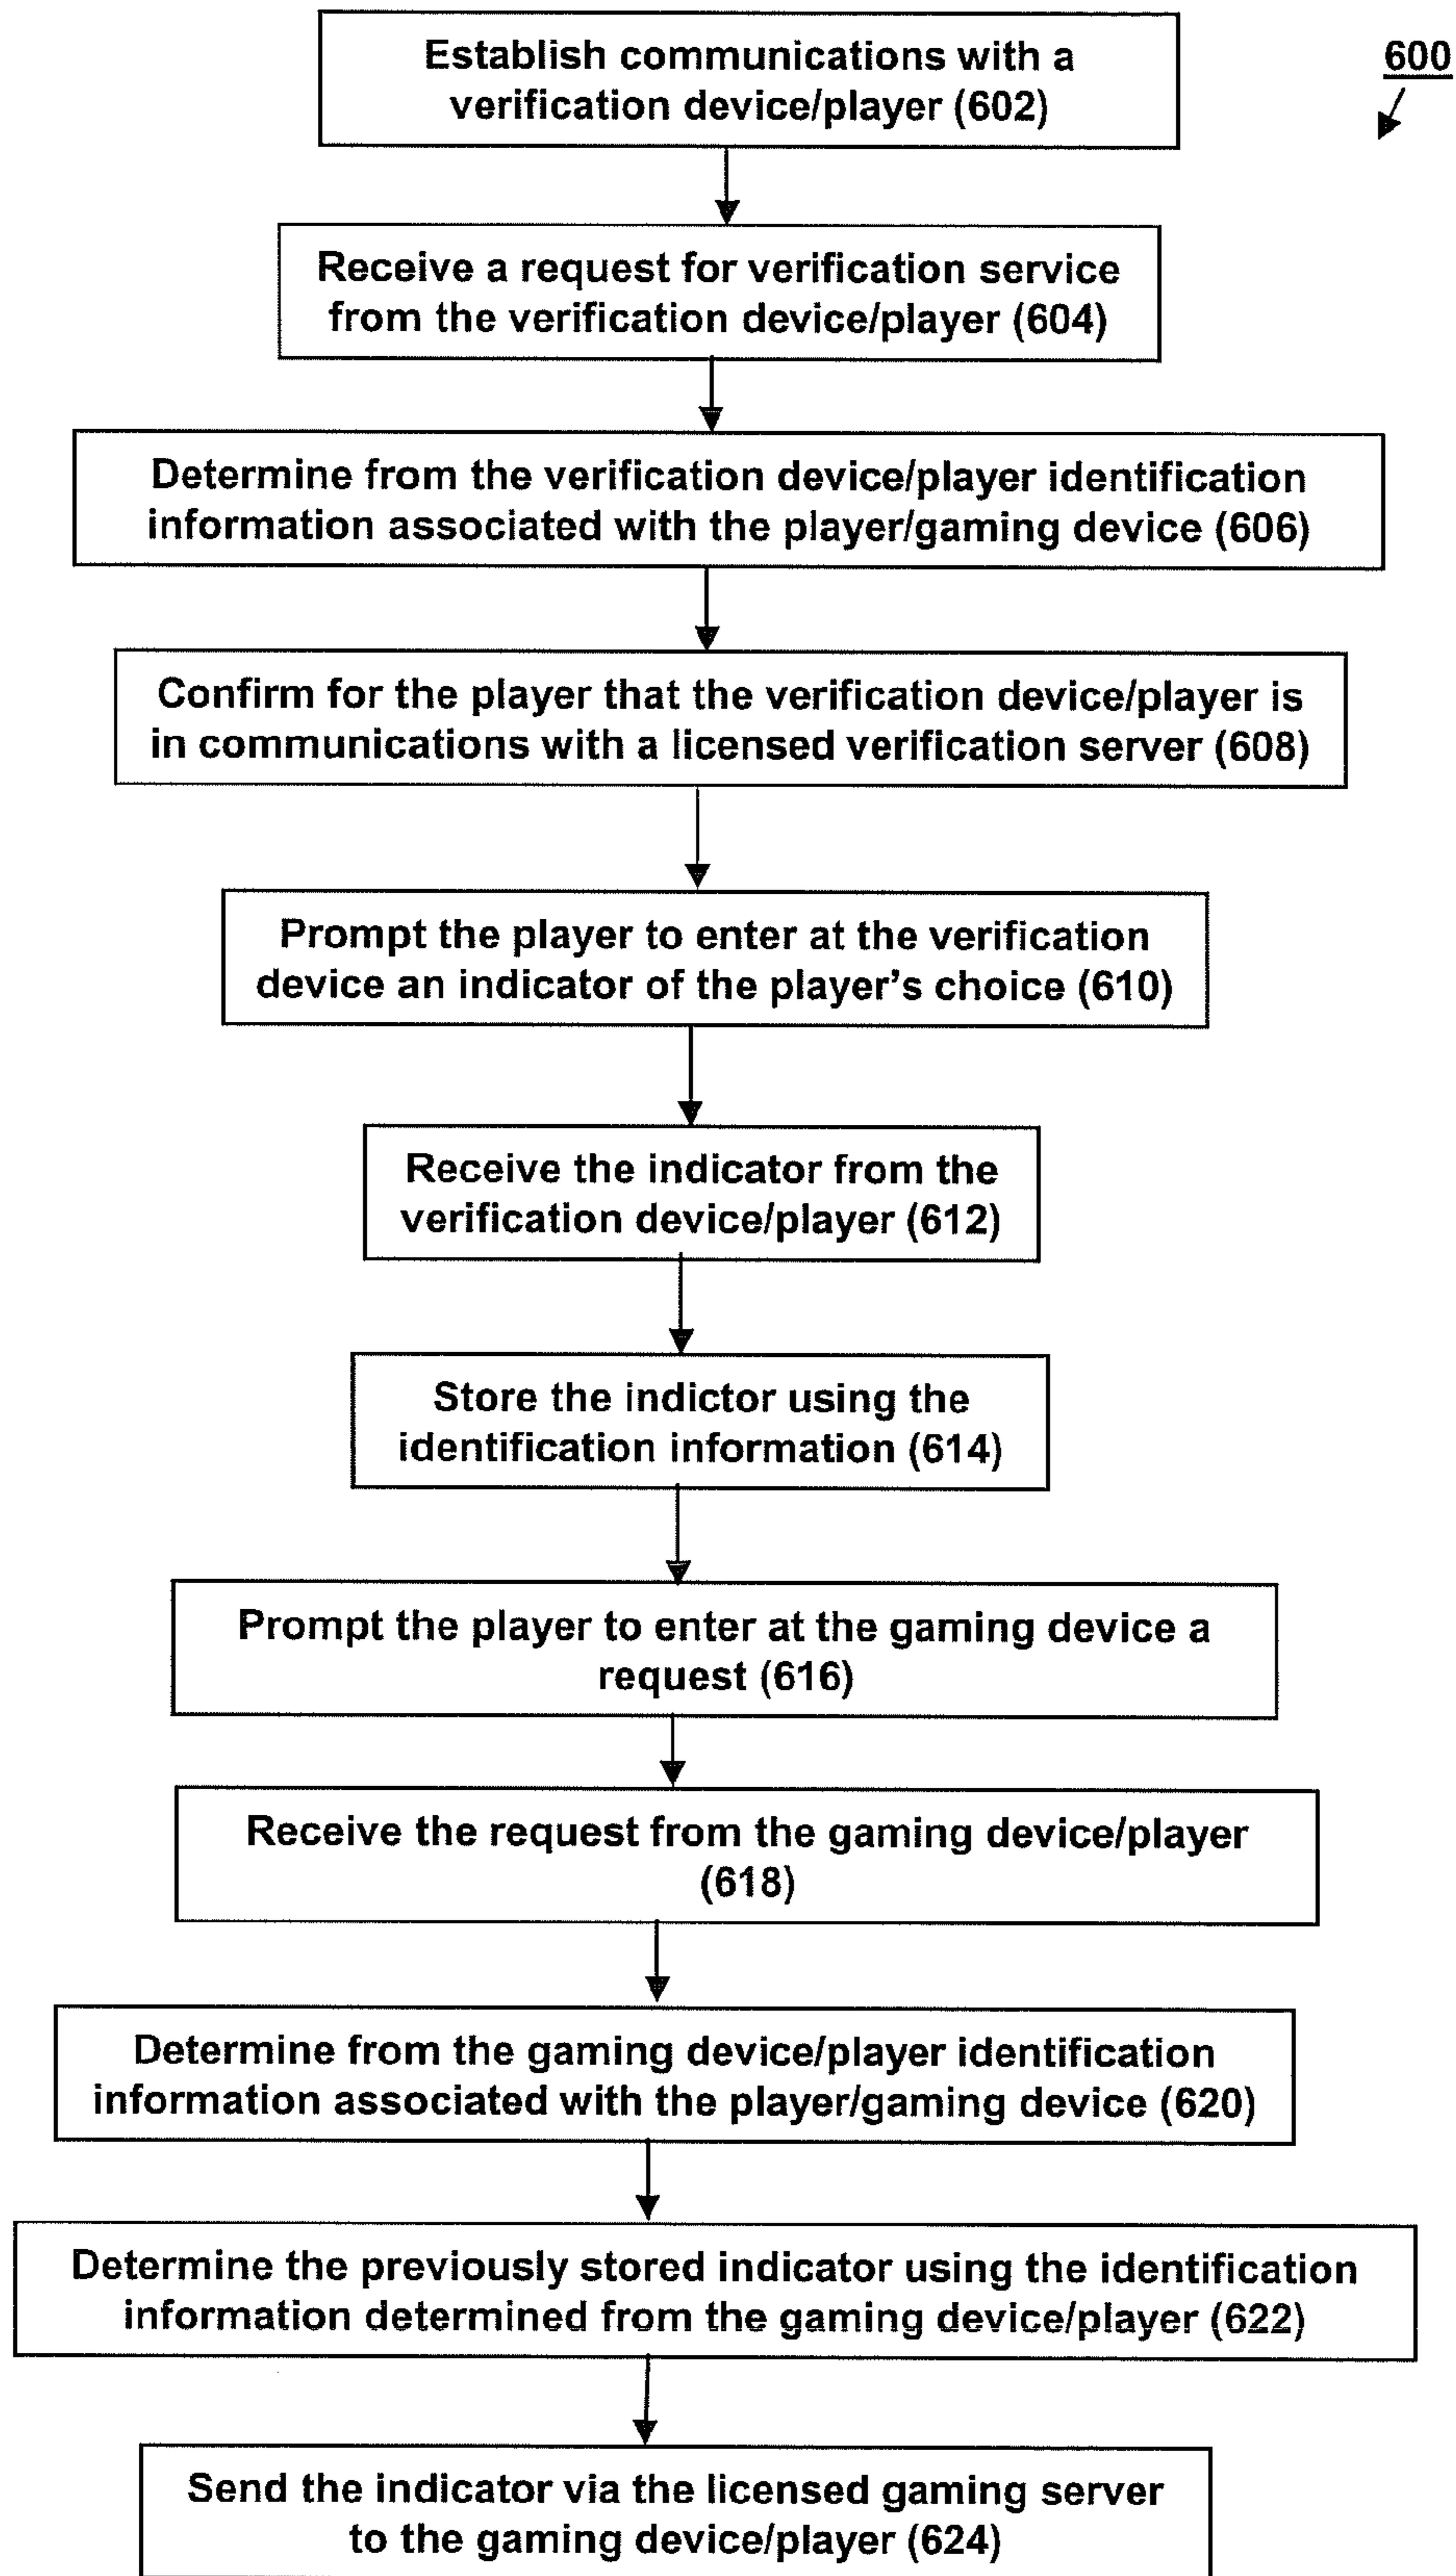 Establish communications with a
verification device/player (602)
600
Receive a request for verification service
from the verification device/player (604)
Determine from the verification device/player identification
information associated with the player/gaming device (606)
Confirm for the player that the verification device/player is
in communications with a licensed verification server (608)
Prompt the player to enter at the verification
device an indicator of the player's choice (610)
Receive the indicator from the
verification device/player (612)
Store the indictor using the
identification information (614)
Prompt the player to enter at the gaming device a
request (616)
Receive the request from the gaming device/player
(618)
Determine from the gaming device/player identification
information associated with the player/gaming device (620)
Determine the previously stored indicator using the identification
information determined from the gaming device/player (622)
Send the indicator via the licensed gaming server
to the gaming device/player (624)